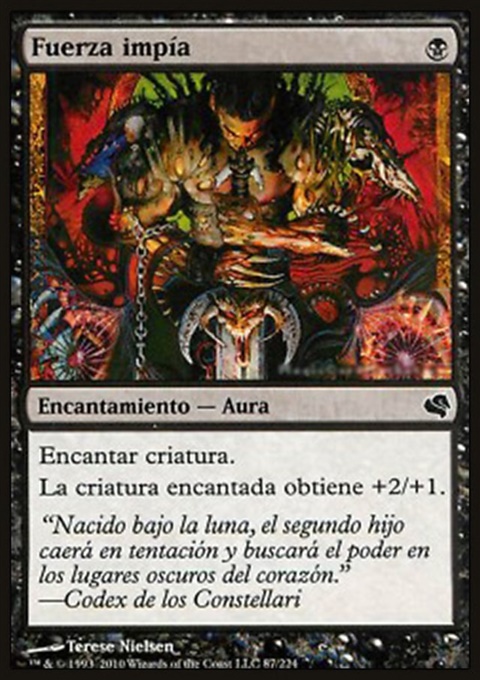 Fuerza impía
Encantamiento — Aura
Encantar criatura.
La criatura encantada obtiene +2/+1.
“Nacido bajo la luna, el segundo hijo
caerá en tentación y buscará el poder en
los lugares oscuros del corazón.”
—Codex de los Constellari
Terese Nielsen
™ & © 1993–2010 Wizards of the Coast LLC 87/224